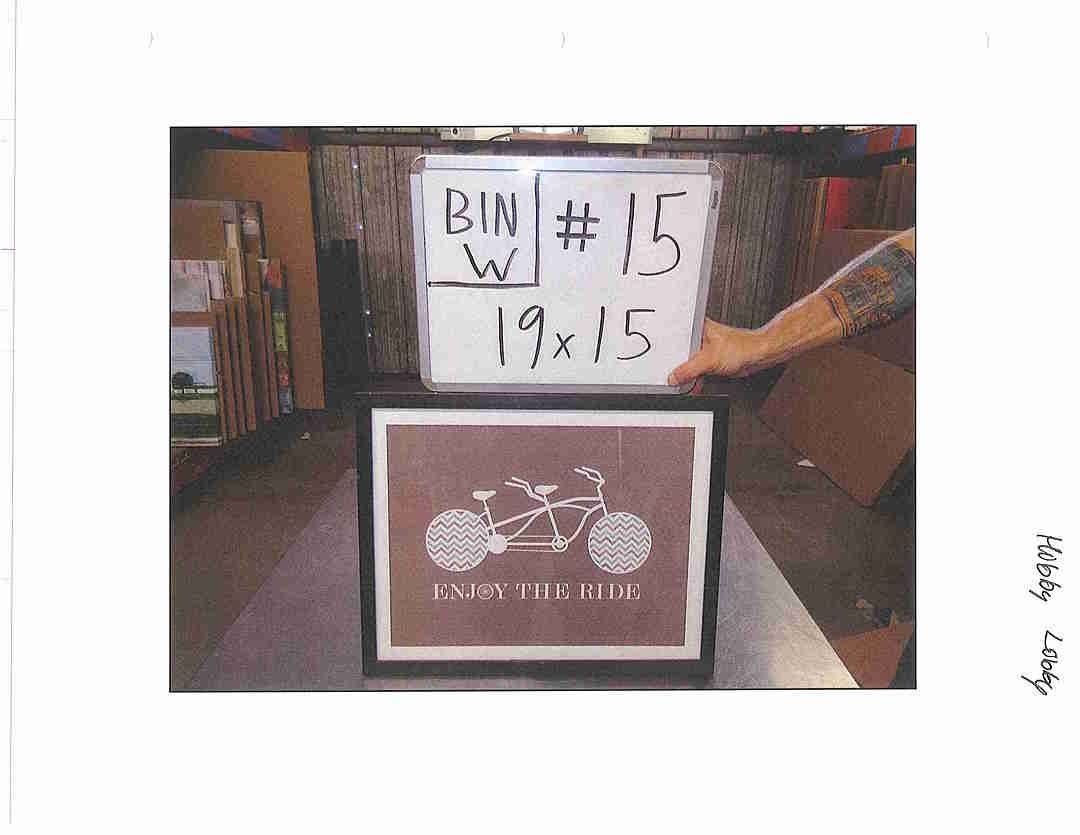 BIN
W
# 15
19x15
ENJOY THE RIDE
Hobby Lobby